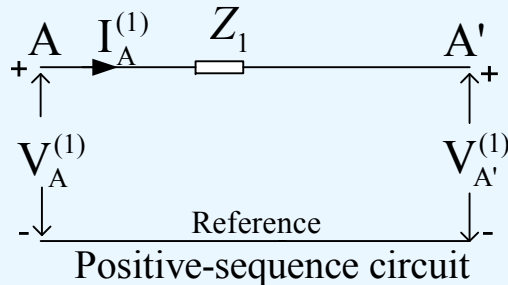 A I_A^(1) Z_1 A'
+ +
V_A^(1) V_A'^(1)
- Reference -
Positive-sequence circuit